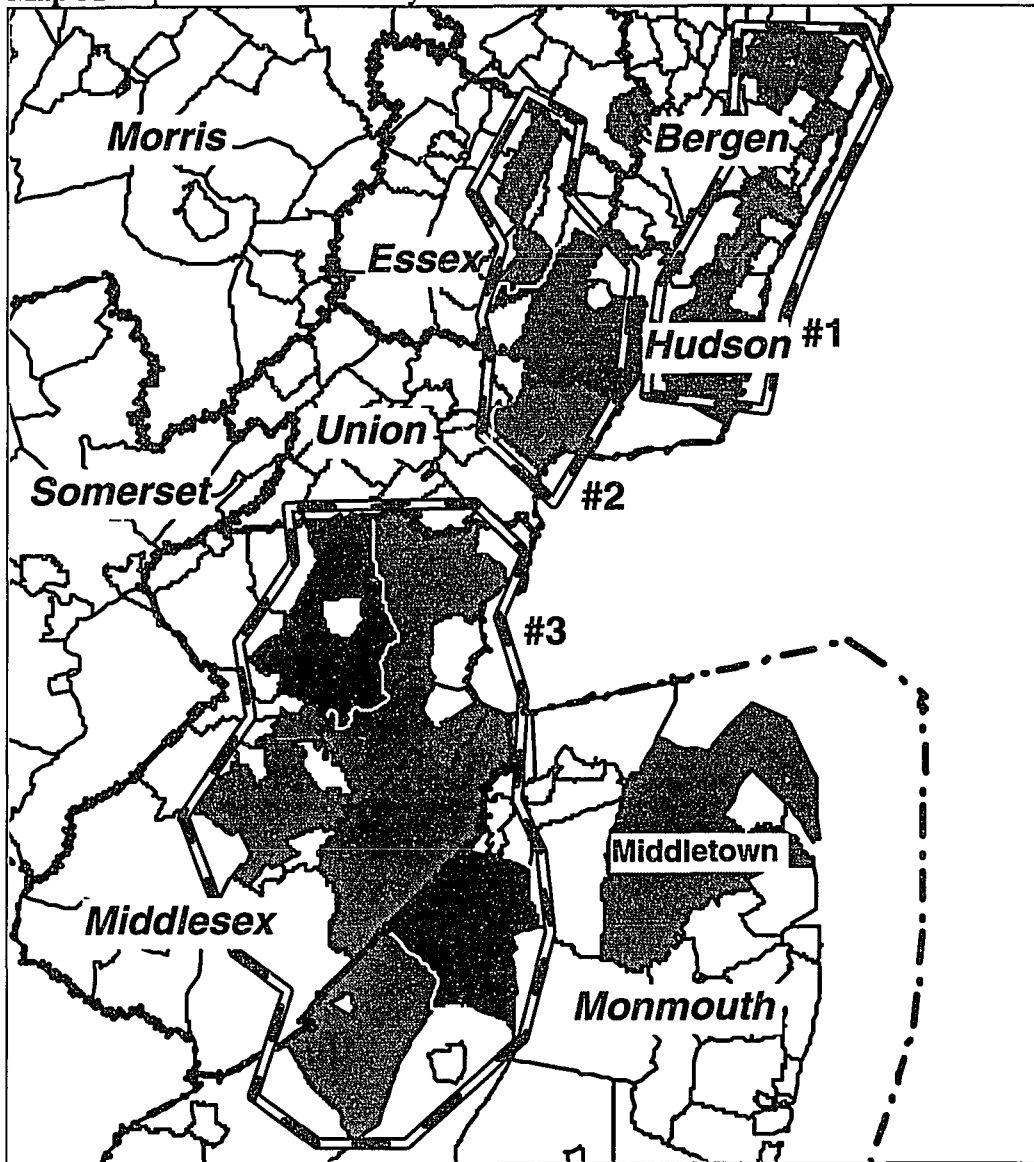 Morris
Bergen
Essex
Hudson #1
Union
Somerset
#2
#3
Middletown
Middlesex
Monmouth